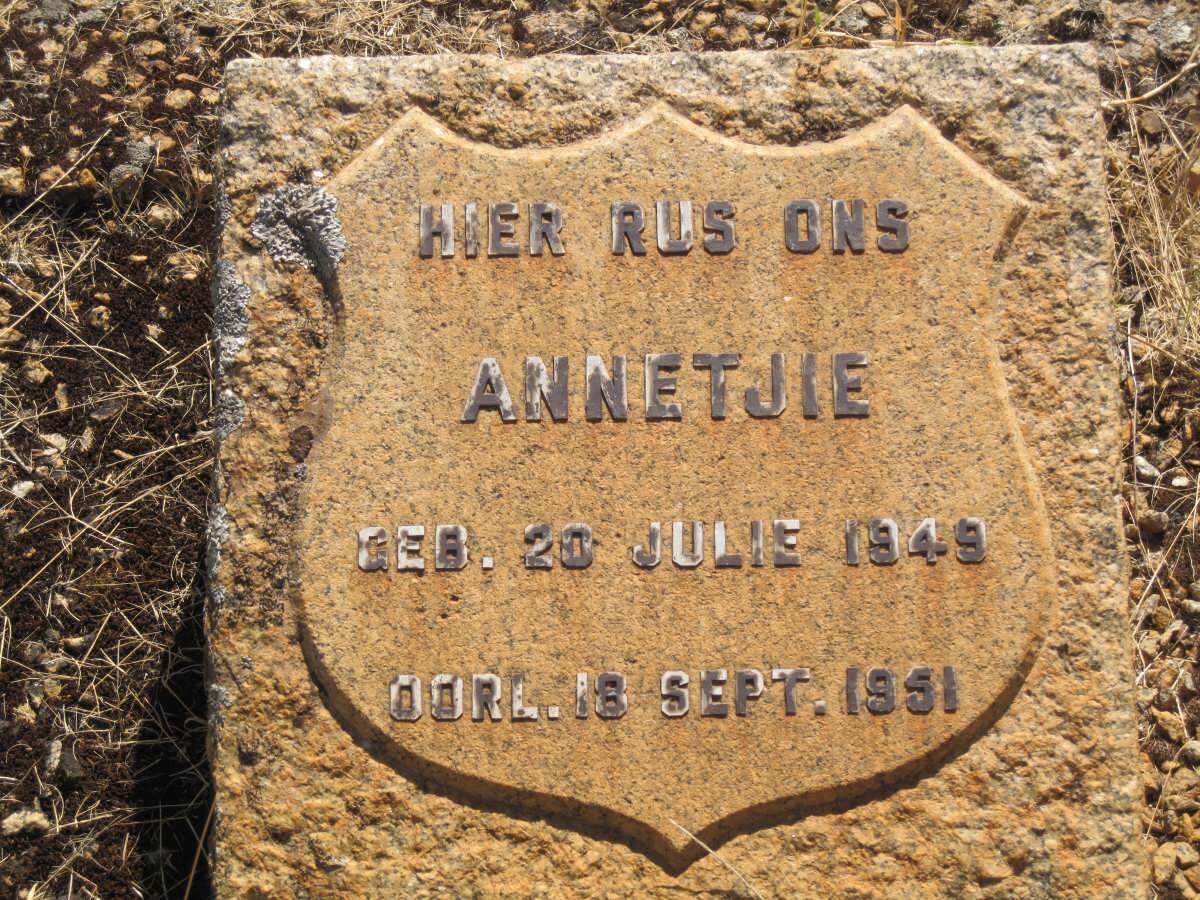 HIER RUS ONS
ANNETJIE
GEB. 20 JULIE 1949
OORL. 18 SEPT. 1951